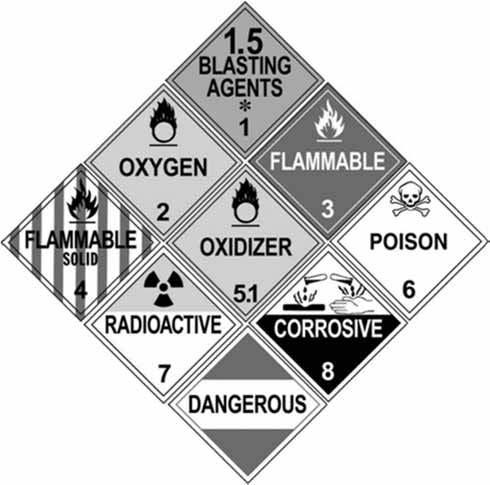 1.5
BLASTING
AGENTS
*
1
OXYGEN
2
FLAMMABLE
3
FLAMMABLE
SOLID
4
OXIDIZER
5.1
POISON
6
RADIOACTIVE
7
CORROSIVE
8
DANGEROUS